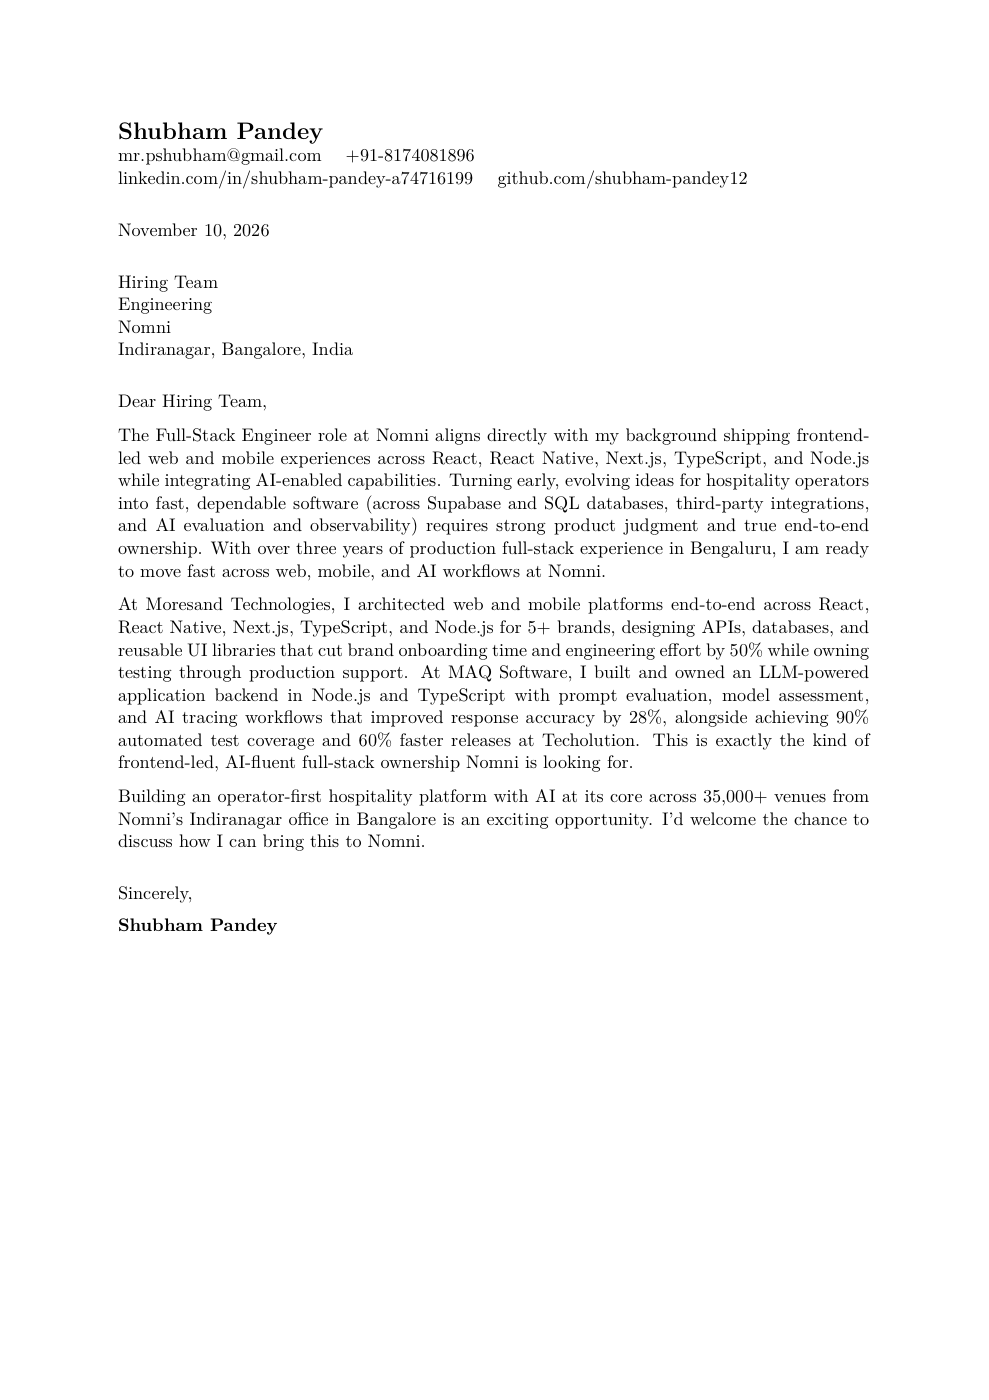 Shubham Pandey
mr.pshubham@gmail.com +91-8174081896
linkedin.com/in/shubham-pandey-a74716199 github.com/shubham-pandey12
November 10, 2026
Hiring Team
Engineering
Nomni
Indiranagar, Bangalore, India
Dear Hiring Team,
The Full-Stack Engineer role at Nomni aligns directly with my background shipping frontend-
led web and mobile experiences across React, React Native, Next.js, TypeScript, and Node.js
while integrating AI-enabled capabilities. Turning early, evolving ideas for hospitality operators
into fast, dependable software (across Supabase and SQL databases, third-party integrations,
and AI evaluation and observability) requires strong product judgment and true end-to-end
ownership. With over three years of production full-stack experience in Bengaluru, I am ready
to move fast across web, mobile, and AI workflows at Nomni.
At Moresand Technologies, I architected web and mobile platforms end-to-end across React,
React Native, Next.js, TypeScript, and Node.js for 5+ brands, designing APIs, databases, and
reusable UI libraries that cut brand onboarding time and engineering effort by 50% while owning
testing through production support. At MAQ Software, I built and owned an LLM-powered
application backend in Node.js and TypeScript with prompt evaluation, model assessment,
and AI tracing workflows that improved response accuracy by 28%, alongside achieving 90%
automated test coverage and 60% faster releases at Techolution. This is exactly the kind of
frontend-led, AI-fluent full-stack ownership Nomni is looking for.
Building an operator-first hospitality platform with AI at its core across 35,000+ venues from
Nomni's Indiranagar office in Bangalore is an exciting opportunity. I'd welcome the chance to
discuss how I can bring this to Nomni.
Sincerely,
Shubham Pandey